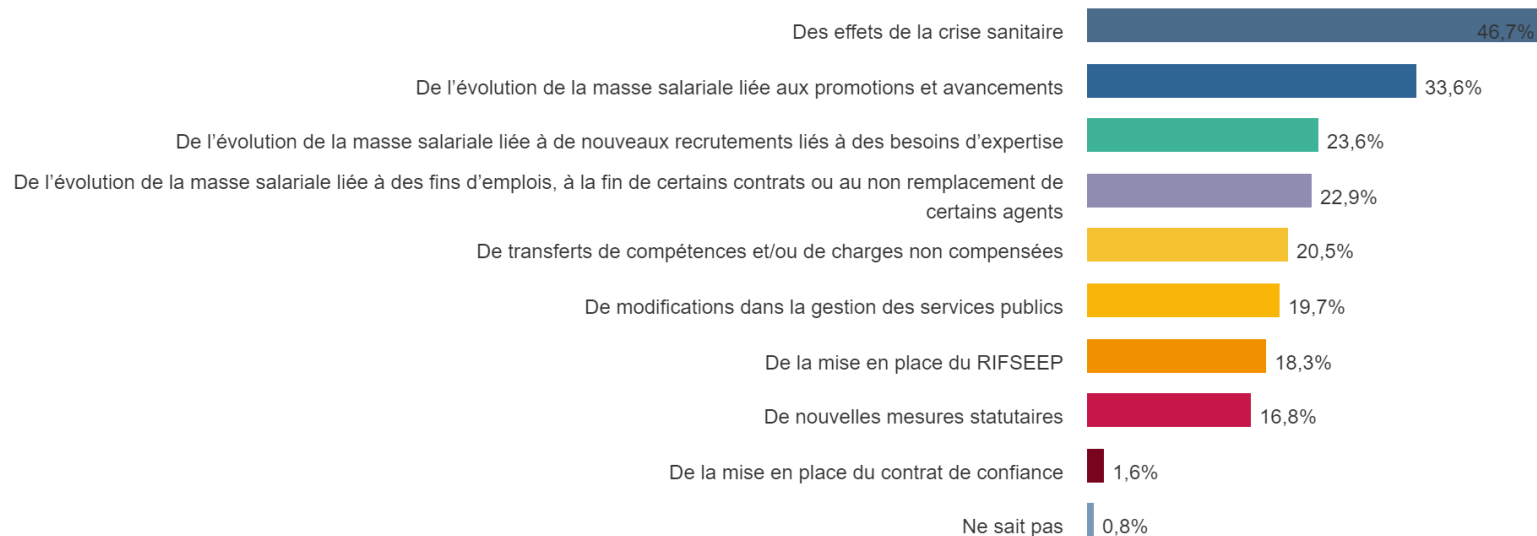 Des effets de la crise sanitaire 46,7%
De l’évolution de la masse salariale liée aux promotions et avancements 33,6%
De l’évolution de la masse salariale liée à de nouveaux recrutements liés à des besoins d’expertise 23,6%
De l’évolution de la masse salariale liée à des fins d’emplois, à la fin de certains contrats ou au non remplacement de
certains agents 22,9%
De transferts de compétences et/ou de charges non compensées 20,5%
De modifications dans la gestion des services publics 19,7%
De la mise en place du RIFSEEP 18,3%
De nouvelles mesures statutaires 16,8%
De la mise en place du contrat de confiance 1,6%
Ne sait pas 0,8%